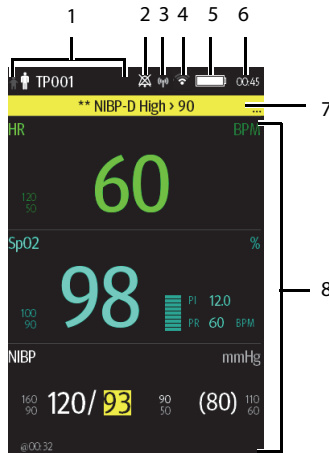 1 2 3 4 5 6
TP001 00:45
** NIBP-D High > 90 ...
7
HR BPM
120
50
60
8
SpO2 %
100
90
98
PI 12.0
PR 60 BPM
NIBP mmHg
160
90
120/ 93
90
50
(80)
110
60
@00:32